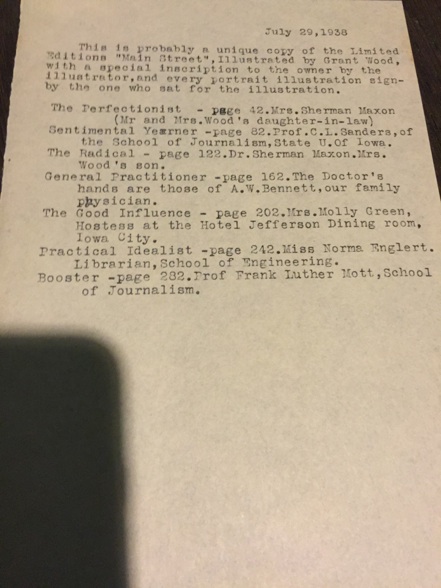 July 29,1938
This is probably a unique copy of the Limited
Editions "Main Street",Illustrated by Grant Wood,
with a special inscription to the owner by the
illustrator,and every portrait illustration sign-
by the one who sat for the illustration.
The Perfectionist - page 42.Mrs.Sherman Maxon
(Mr and Mrs.Wood's daughter-in-law)
Sentimental Yearner -page 82.Prof.C.L.Sanders,of
the School of Journalism,State U.Of Iowa.
The Radical - page 122.Dr.Sherman Maxon.Mrs.
Wood's son.
General Practitioner -page 162.The Doctor's
hands are those of A.W.Bennett,our family
physician.
The Good Influence - page 202.Mrs.Molly Green,
Hostess at the Hotel Jefferson Dining room,
Iowa City.
Practical Idealist -page 242.Miss Norma Englert.
Librarian,School of Engineering.
Booster -page 282.Prof Frank Luther Mott,School
of Journalism.